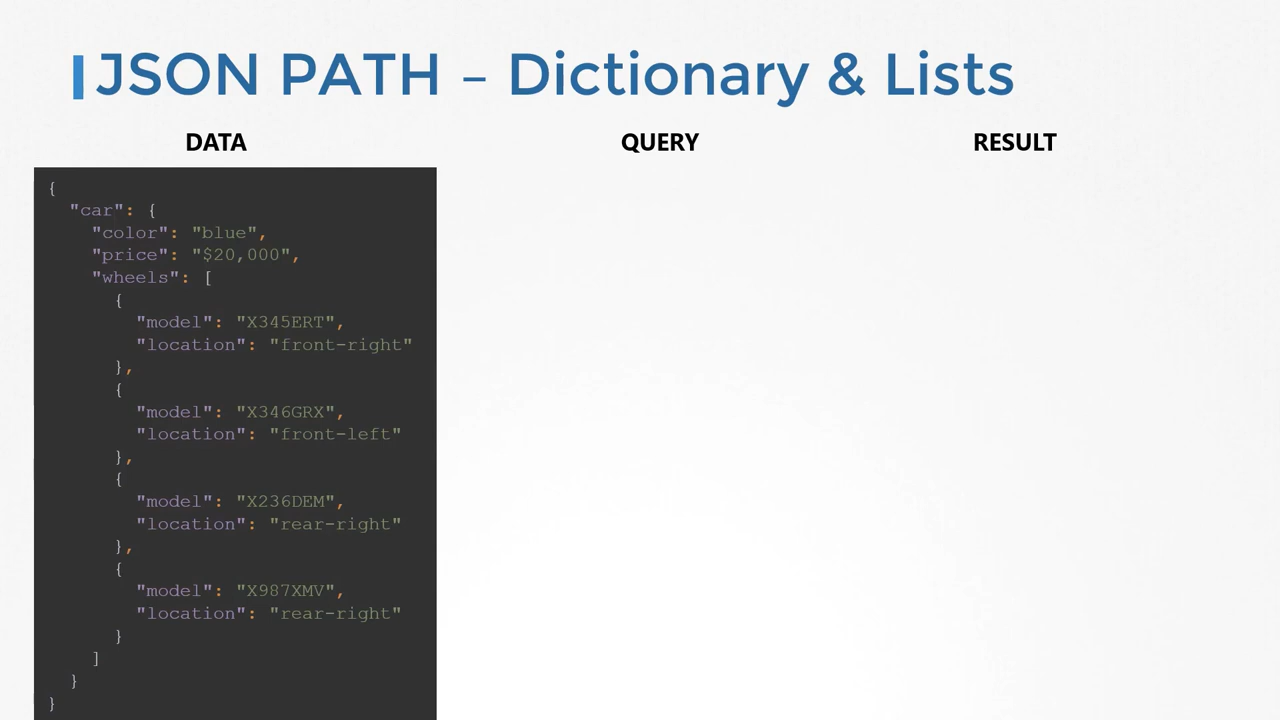 JSON PATH – Dictionary & Lists
DATA
QUERY
RESULT
{
  "car": {
    "color": "blue",
    "price": "$20,000",
    "wheels": [
      {
        "model": "X345ERT",
        "location": "front-right"
      },
      {
        "model": "X346GRX",
        "location": "front-left"
      },
      {
        "model": "X236DEM",
        "location": "rear-right"
      },
      {
        "model": "X987XMV",
        "location": "rear-right"
      }
    ]
  }
}